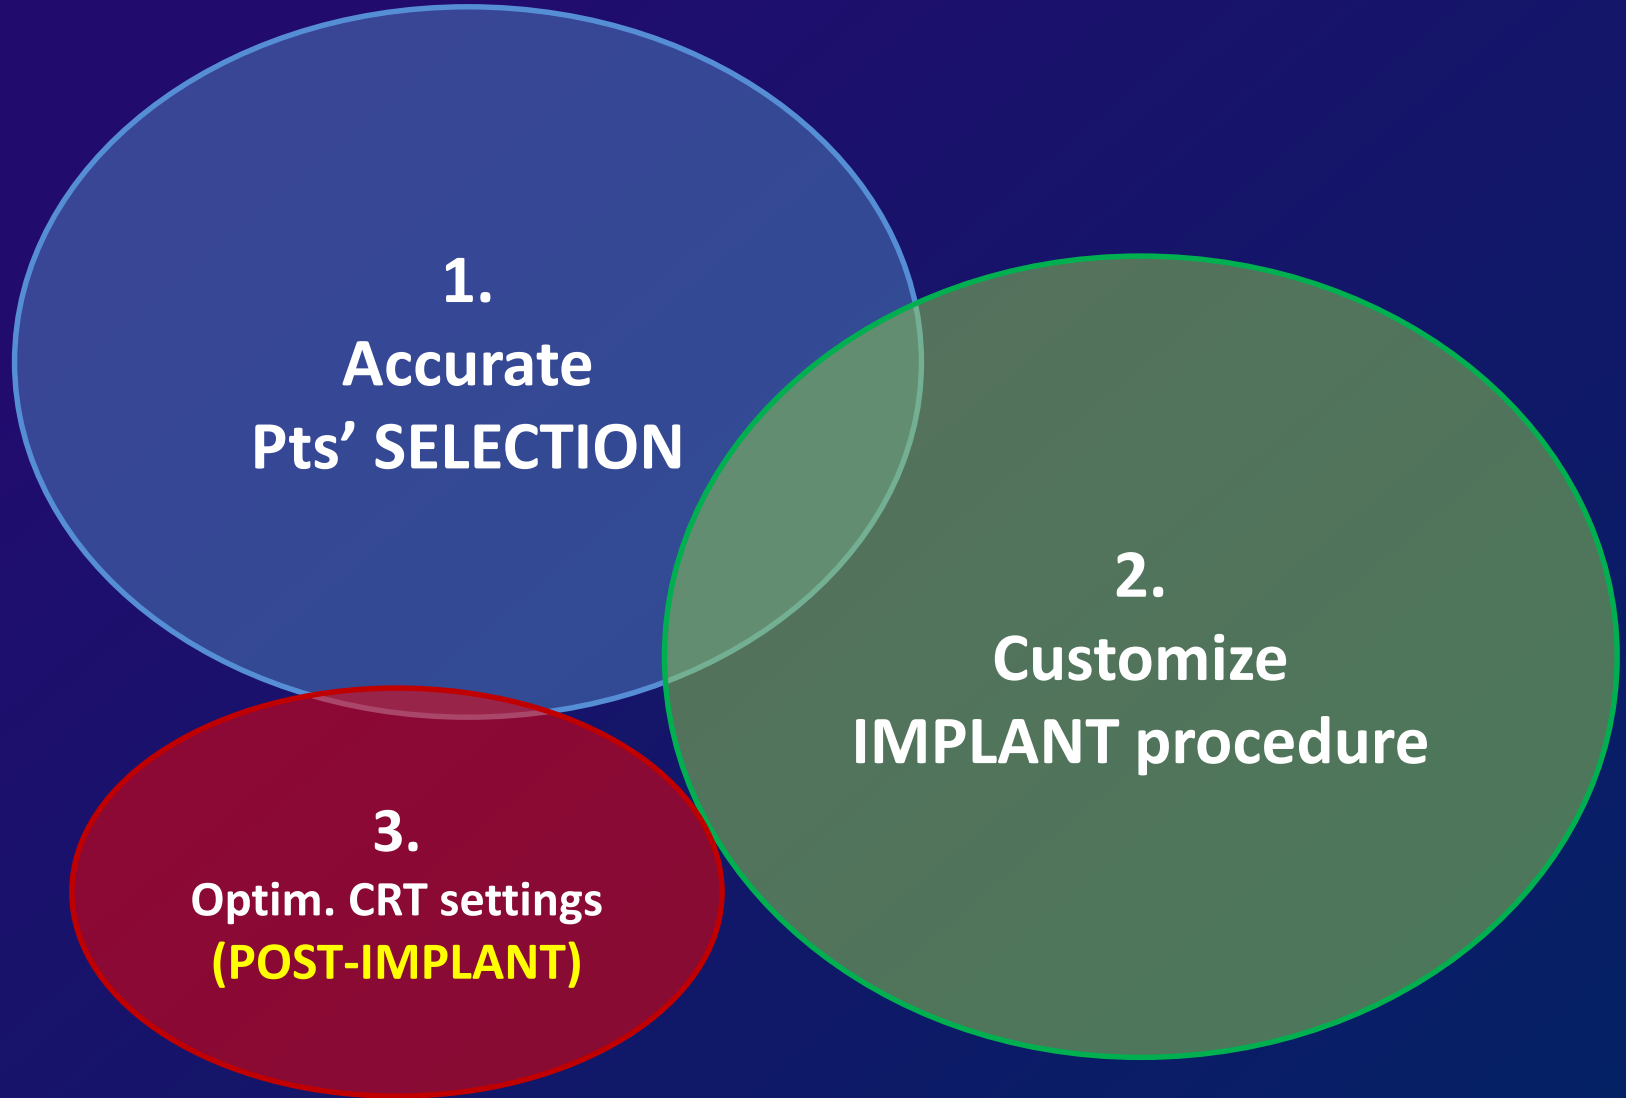 1.
Accurate
Pts’ SELECTION
2.
Customize
IMPLANT procedure
3.
Optim. CRT settings
(POST-IMPLANT)